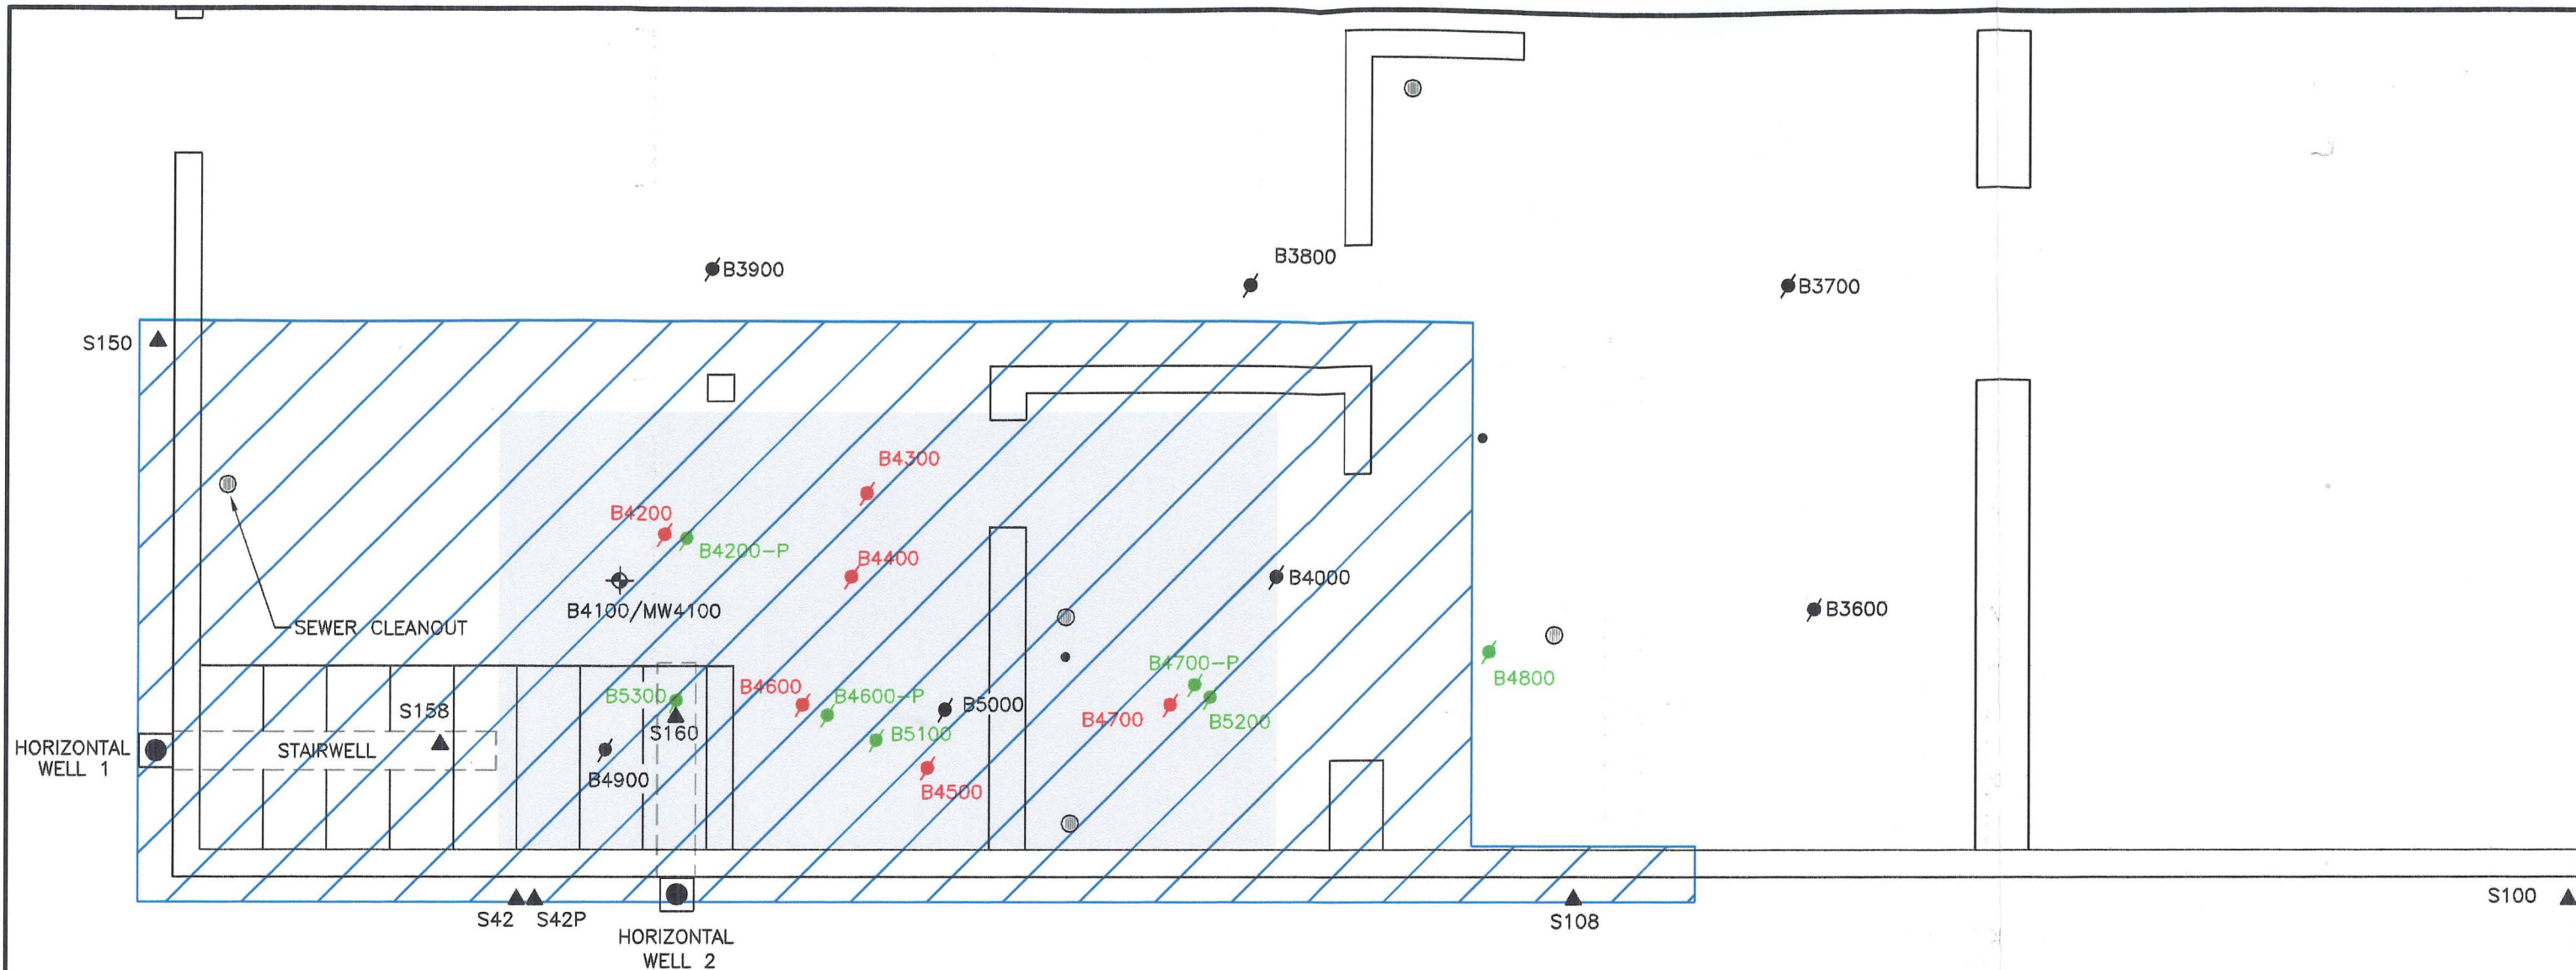 B3900
B3800
B3700
S150
B4300
B4200
B4200-P
B4400
B4000
B4100/MW4100
B3600
SEWER CLEANOUT
B4700-P
B4800
B4600
B4600-P
B5300
B5000
S158
B4700
B5200
S160
B5100
HORIZONTAL
WELL 1
STAIRWELL
B4900
B4500
S42
S42P
S108
S100
HORIZONTAL
WELL 2